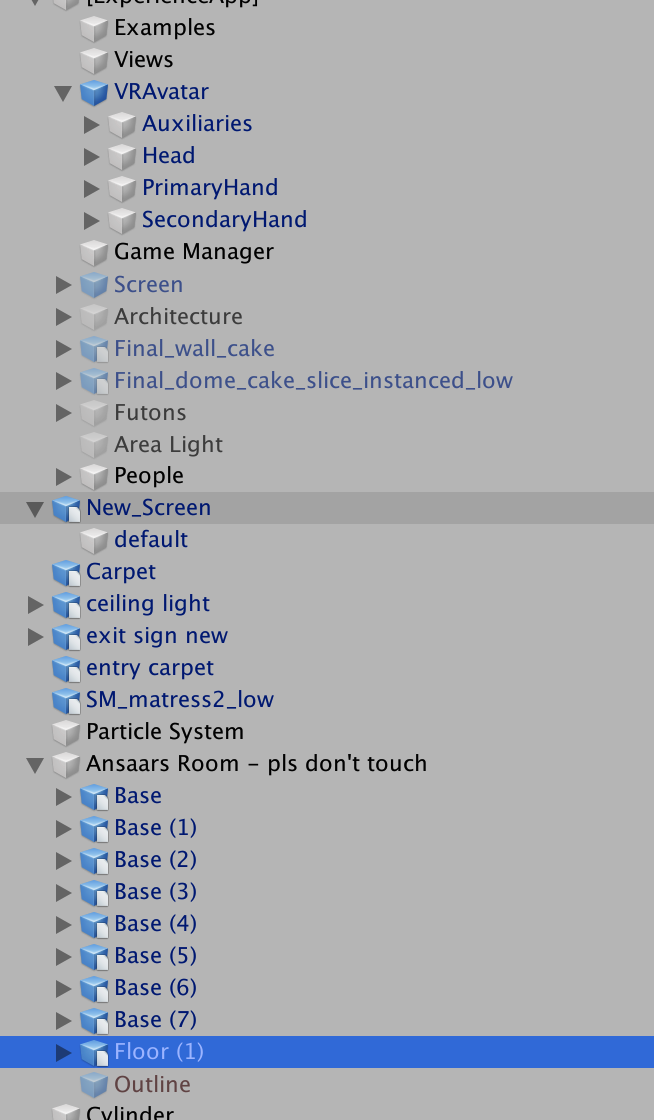 [ExperienceApp]
Examples
Views
VRAvatar
Auxiliaries
Head
PrimaryHand
SecondaryHand
Game Manager
Screen
Architecture
Final_wall_cake
Final_dome_cake_slice_instanced_low
Futons
Area Light
People
New_Screen
default
Carpet
ceiling light
exit sign new
entry carpet
SM_matress2_low
Particle System
Ansaars Room - pls don't touch
Base
Base (1)
Base (2)
Base (3)
Base (4)
Base (5)
Base (6)
Base (7)
Floor (1)
Outline
Cylinder